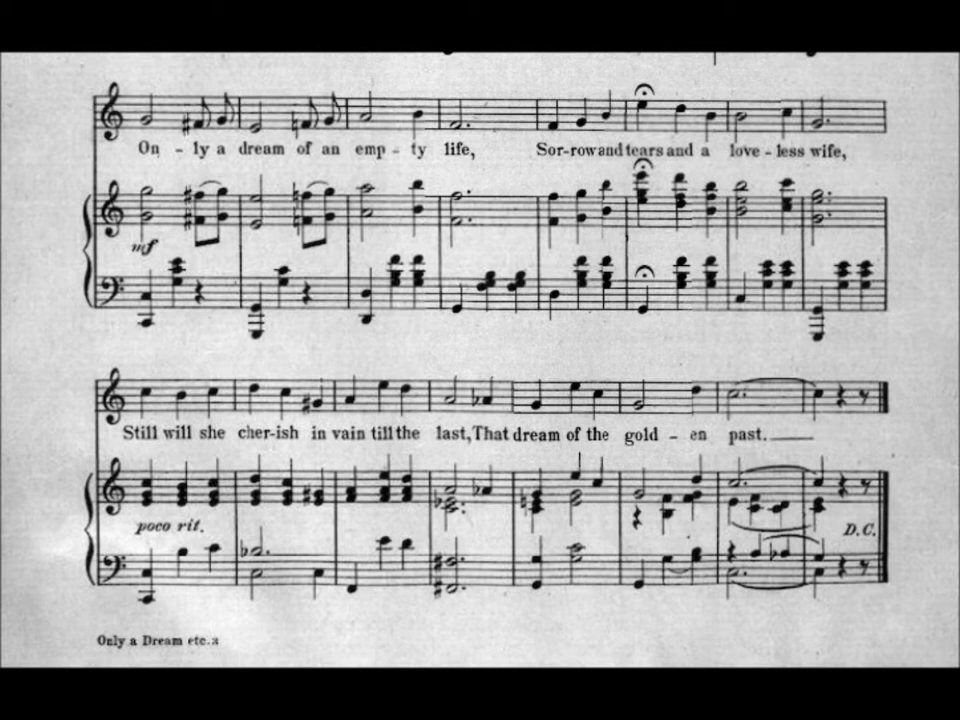 On - ly a dream of an emp - ty life, Sor-row and tears and a love - less wife,
mf
Still will she cher-ish in vain till the last, That dream of the gold - en past.
poco rit.
D.C.
Only a Dream etc. 3